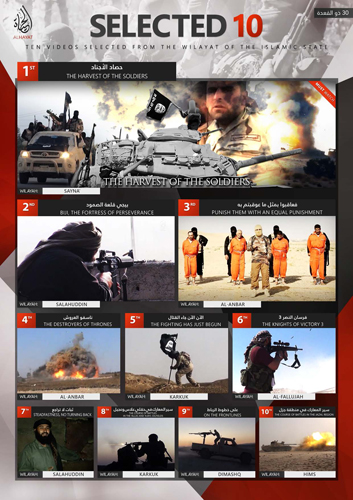 ALHAYAT
SELECTED 10
30 ذو القعدة
TEN VIDEOS SELECTED FROM THE WILAYAT OF THE ISLAMIC STATE
1ST
حصاد الأجناد
THE HARVEST OF THE SOLDIERS
THE HARVEST OF THE SOLDIERS
WILAYAH
SAYNA
2ND
بيجي قلعة الصمود
BIJI, THE FORTRESS OF PERSEVERANCE
WILAYAH
SALAHUDDIN
3RD
فعاقبوا بمثل ما عوقبتم به
PUNISH THEM WITH AN EQUAL PUNISHMENT
WILAYAH
AL-ANBAR
4TH
ناسفو العروش
THE DESTROYERS OF THRONES
WILAYAH
AL-ANBAR
5TH
الآن الآن جاء القتال
THE FIGHTING HAS JUST BEGUN
WILAYAH
KARKUK
6TH
فرسان النصر 3
THE KNIGHTS OF VICTORY 3
WILAYAH
AL-FALLUJAH
7TH
ثبات لا تراجع
STEADFASTNESS, NO TURNING BACK
WILAYAH
SALAHUDDIN
8TH
WILAYAH
KARKUK
9TH
على خطوط الرباط
ON THE FRONTLINES
WILAYAH
DIMASHQ
10TH
سير المعارك في منطقة جزل
WILAYAH
HIMS